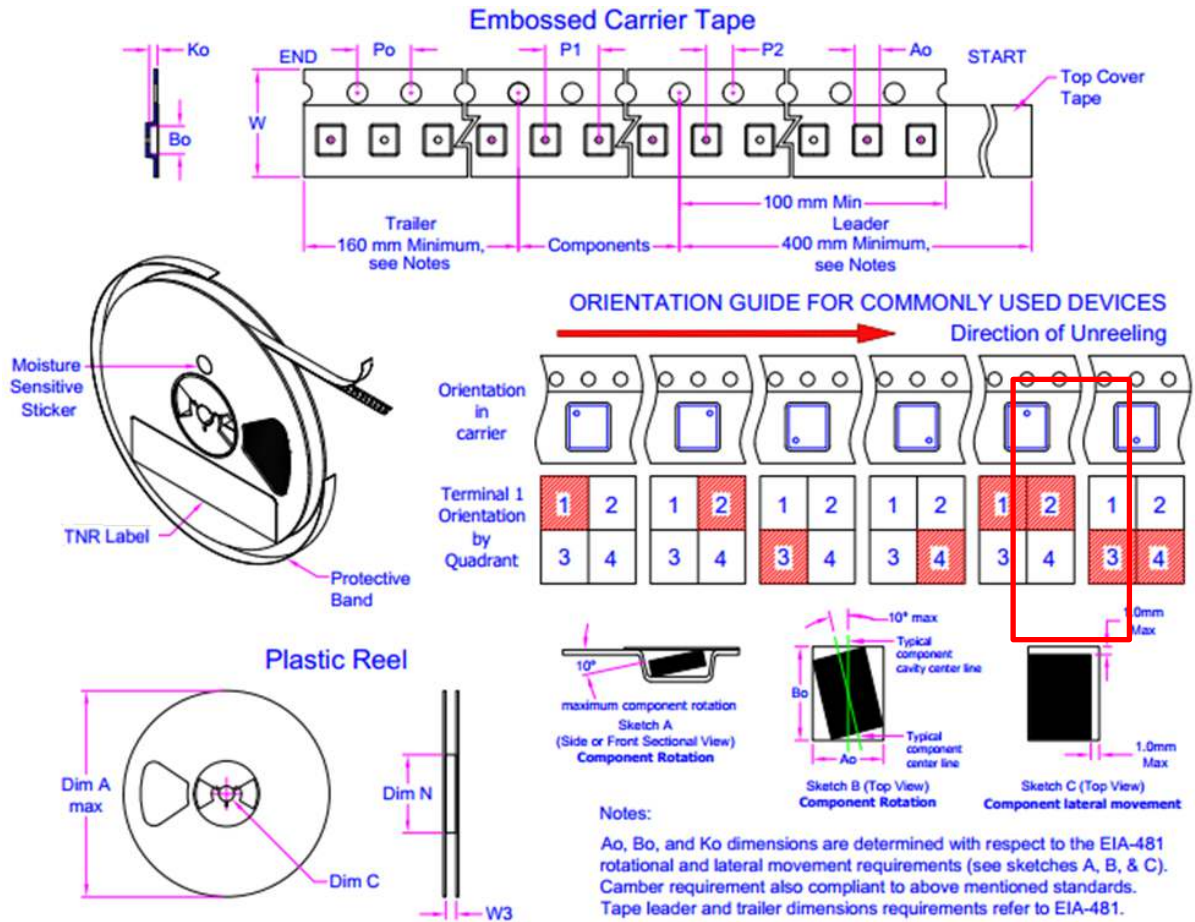 Embossed Carrier Tape
Ko
END
Po
P1
P2
Ao
START
Top Cover
Tape
W
Bo
100 mm Min
Trailer
160 mm Minimum,
see Notes
Components
Leader
400 mm Minimum,
see Notes
ORIENTATION GUIDE FOR COMMONLY USED DEVICES
Direction of Unreeling
Moisture
Sensitive
Sticker
TNR Label
Protective
Band
Orientation
in
carrier
Terminal 1
Orientation
by
Quadrant
1 2 1 2 1 2 1 2 1 2 1 2
3 4 3 4 3 4 3 4 3 4 3 4
10°
maximum component rotation
Sketch A
(Side or Front Sectional View)
Component Rotation
10° max
Typical
component
cavity center line
Bo
Ao
Typical
component
center line
Sketch B (Top View)
Component Rotation
1.0mm
Max
1.0mm
Max
Sketch C (Top View)
Component lateral movement
Plastic Reel
Dim A
max
Dim N
Dim C
W3
Notes:
Ao, Bo, and Ko dimensions are determined with respect to the EIA-481
rotational and lateral movement requirements (see sketches A, B, & C).
Camber requirement also compliant to above mentioned standards.
Tape leader and trailer dimensions requirements refer to EIA-481.